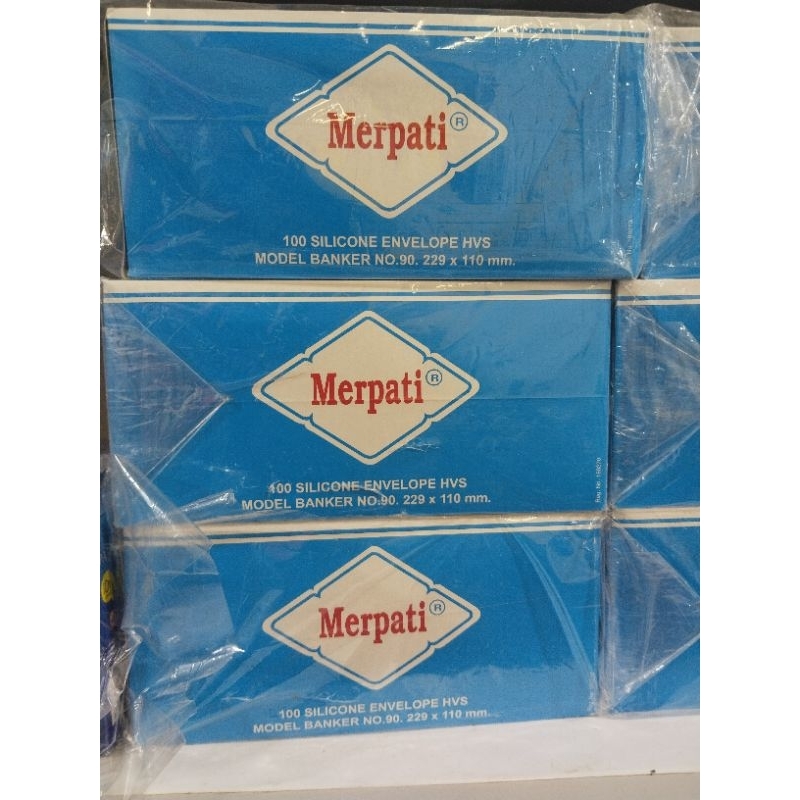 Merpati®
100 SILICONE ENVELOPE HVS
MODEL BANKER NO.90. 229 x 110 mm.
Merpati®
100 SILICONE ENVELOPE HVS
MODEL BANKER NO.90. 229 x 110 mm.
Merpati®
100 SILICONE ENVELOPE HVS
MODEL BANKER NO.90. 229 x 110 mm.